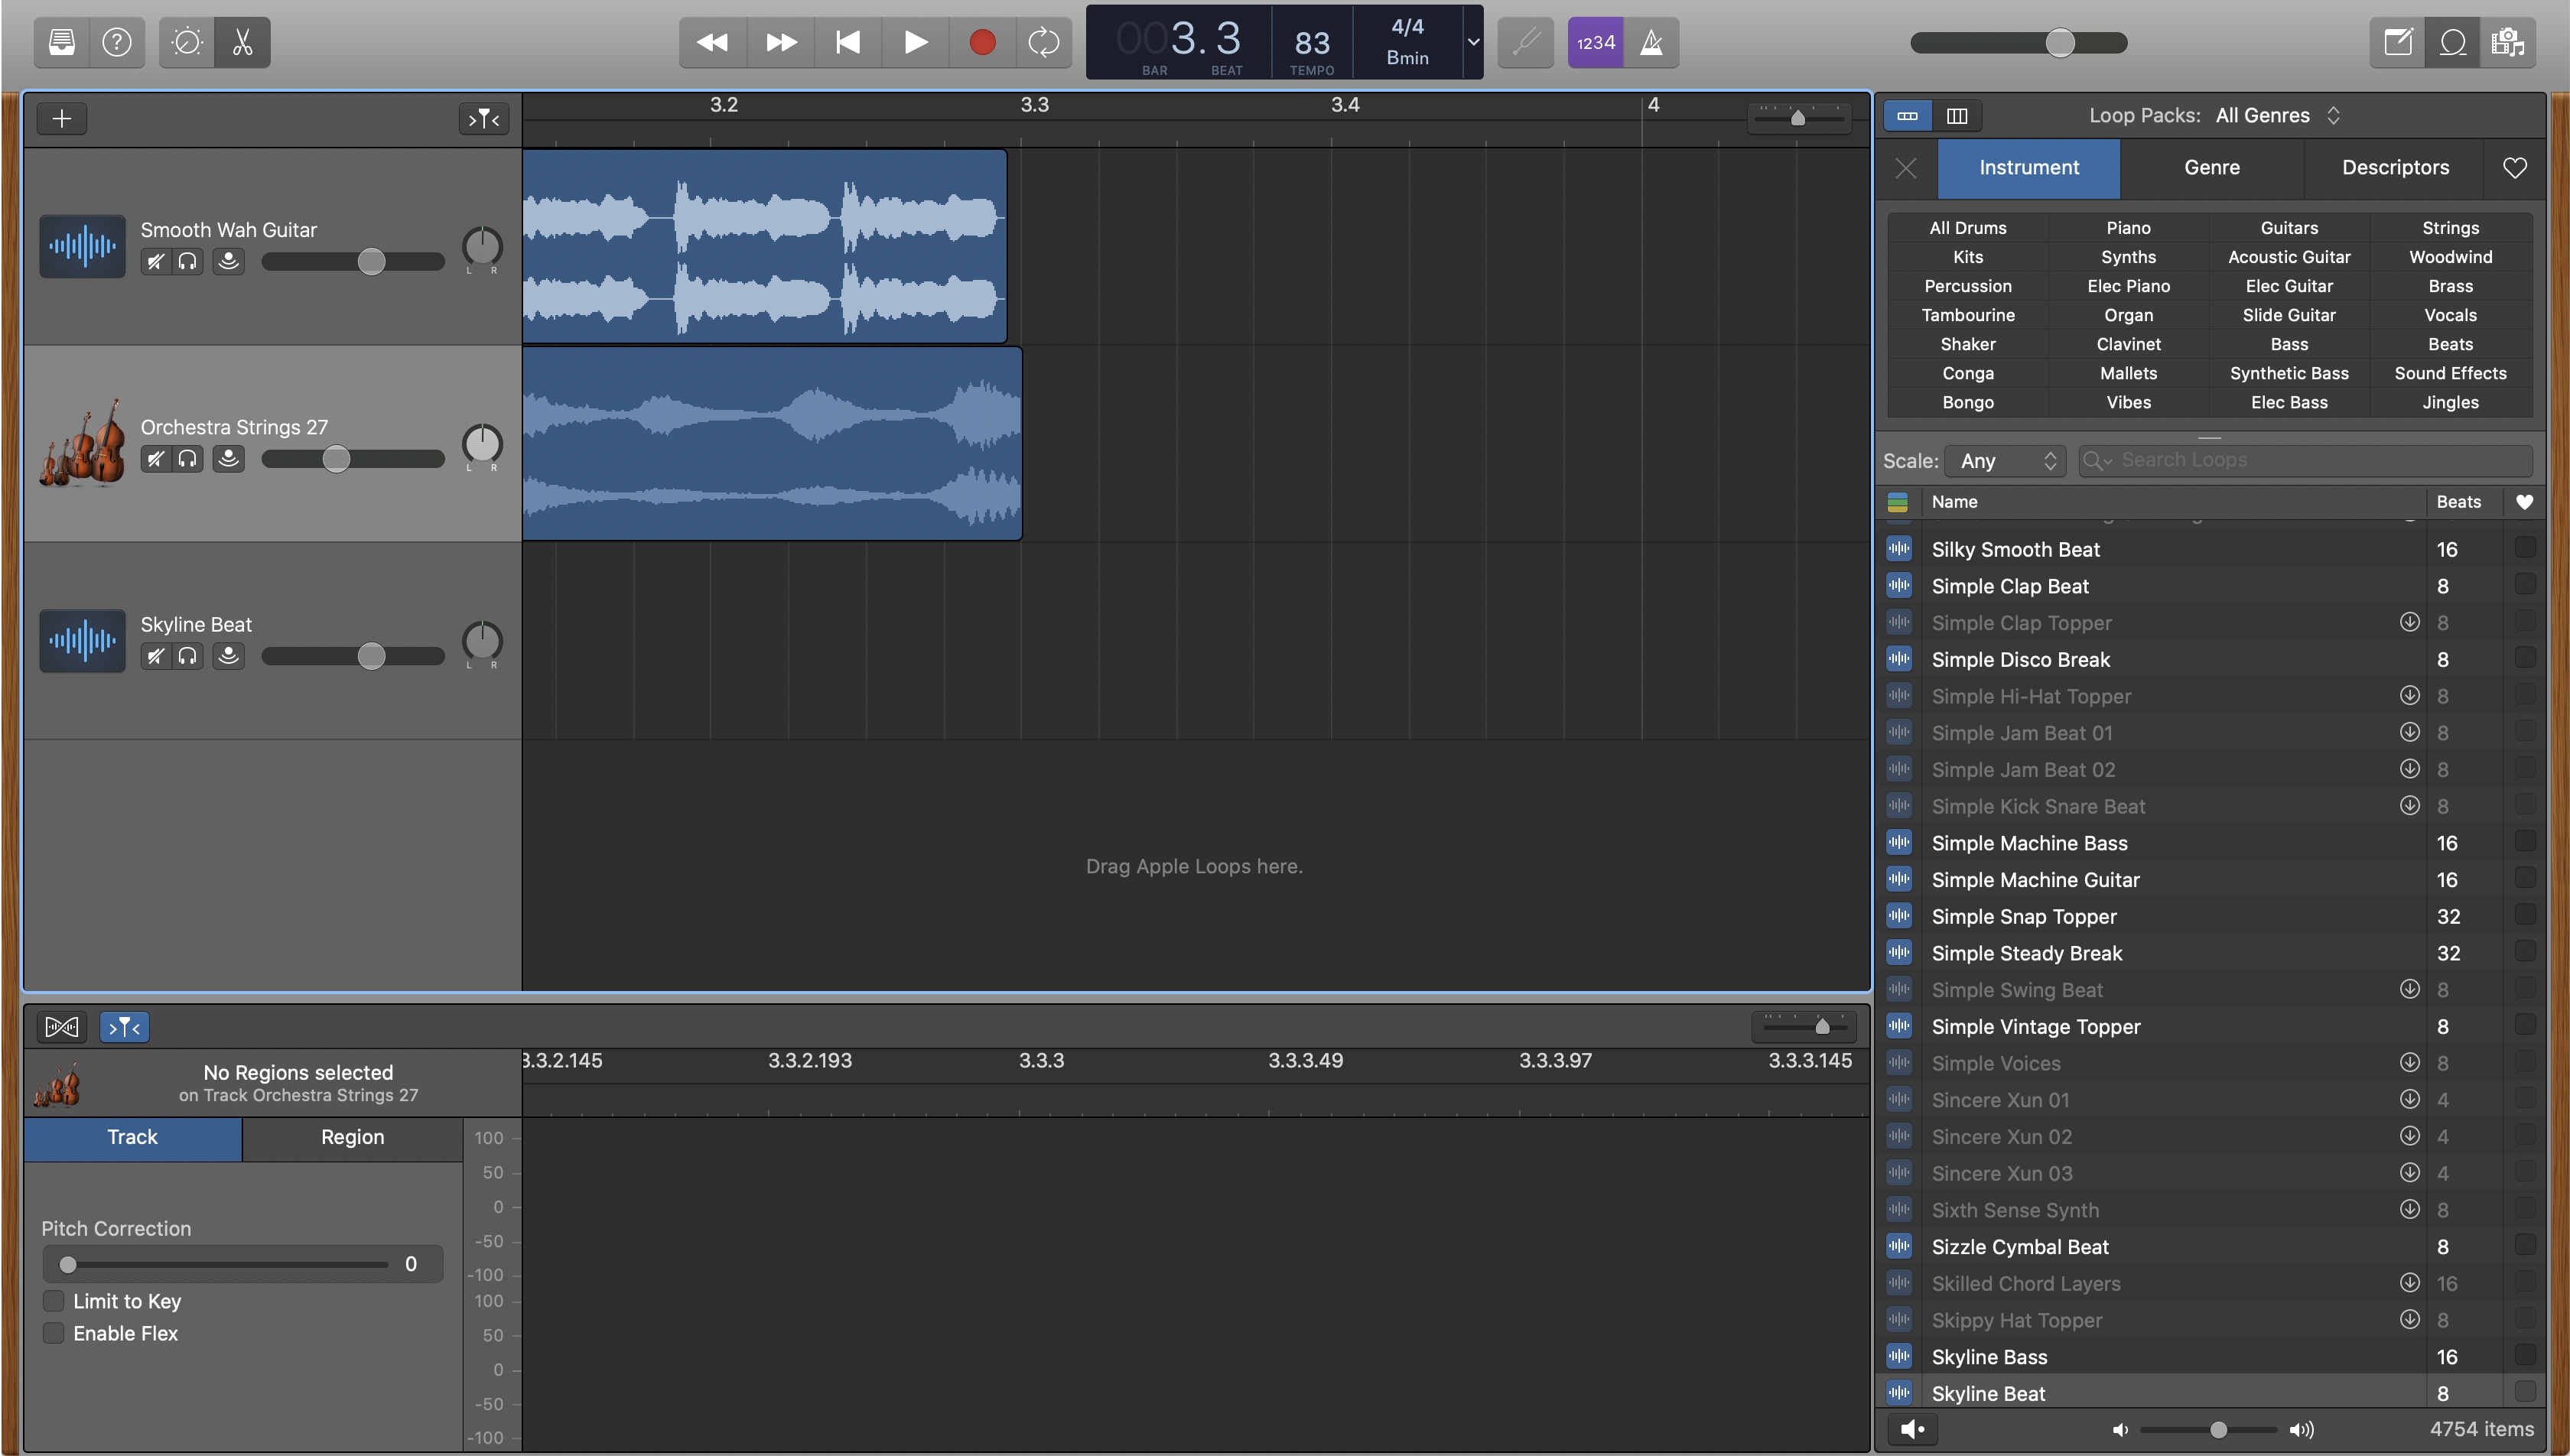 003.3
BAR
BEAT
83
TEMPO
4/4
Bmin
1234
3.2
3.3
3.4
4
Smooth Wah Guitar
L R
Orchestra Strings 27
L R
Skyline Beat
L R
Drag Apple Loops here.
Loop Packs: All Genres
Instrument
Genre
Descriptors
All Drums Piano Guitars Strings
Kits Synths Acoustic Guitar Woodwind
Percussion Elec Piano Elec Guitar Brass
Tambourine Organ Slide Guitar Vocals
Shaker Clavinet Bass Beats
Conga Mallets Synthetic Bass Sound Effects
Bongo Vibes Elec Bass Jingles
Scale: Any
Search Loops
Name Beats
Silky Smooth Beat 16
Simple Clap Beat 8
Simple Clap Topper 8
Simple Disco Break 8
Simple Hi-Hat Topper 8
Simple Jam Beat 01 8
Simple Jam Beat 02 8
Simple Kick Snare Beat 8
Simple Machine Bass 16
Simple Machine Guitar 16
Simple Snap Topper 32
Simple Steady Break 32
Simple Swing Beat 8
Simple Vintage Topper 8
Simple Voices 8
Sincere Xun 01 4
Sincere Xun 02 4
Sincere Xun 03 4
Sixth Sense Synth 8
Sizzle Cymbal Beat 8
Skilled Chord Layers 16
Skippy Hat Topper 8
Skyline Bass 16
Skyline Beat 8
4754 items
3.3.2.145
3.3.2.193
3.3.3
3.3.3.49
3.3.3.97
3.3.3.145
No Regions selected
on Track Orchestra Strings 27
Track
Region
Pitch Correction
0
Limit to Key
Enable Flex
100
50
0
-50
-100
100
50
0
-50
-100